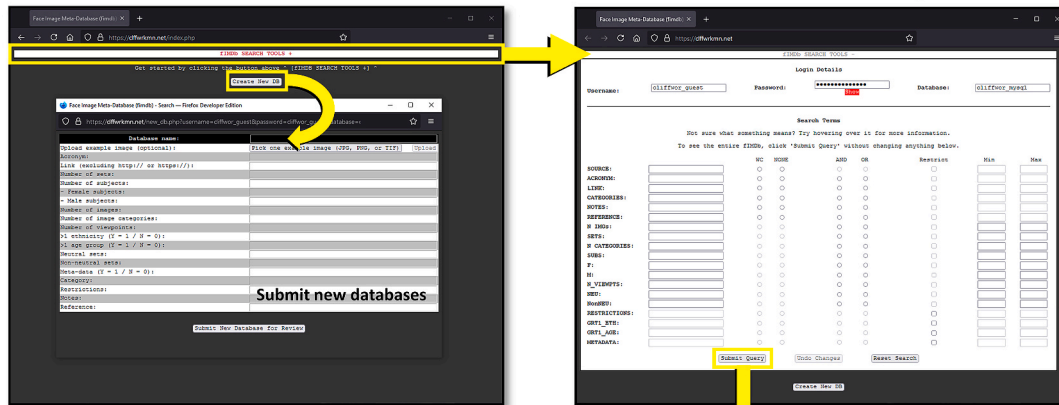 Face Image Meta-Database (fimdb) × +
https://cliffwrkmn.net/index.php
fIMDb SEARCH TOOLS +
Get started by clicking the button above ^ [fIMDb SEARCH TOOLS +] ^
Create New DB
Face Image Meta-Database (fimdb) - Search — Firefox Developer Edition
Database name:
Upload example image (optional): Pick one example image (JPG, PNG, or TIF) Upload
Acronym:
Link (excluding http:// or https://):
Number of sets:
Number of subjects:
- Female subjects:
- Male subjects:
Number of images:
Number of image categories:
Number of viewpoints:
>1 ethnicity (Y = 1 / N = 0):
>1 age group (Y = 1 / N = 0):
Neutral sets:
Non-neutral sets:
Meta-data (Y = 1 / N = 0):
Category:
Restrictions:
Notes:
Reference:
Submit new databases
Submit New Database for Review
Face Image Meta-Database (fimdb) × +
https://cliffwrkmn.net
fIMDb SEARCH TOOLS -
Login Details
Username: cliffwor_guest Password: Show Database: cliffwor_mysql
Search Terms
Not sure what something means? Try hovering over it for more information.
To see the entire fIMDb, click 'Submit Query' without changing anything below.
WC NONE AND OR Restrict Min Max
SOURCE:
ACRONYM:
LINK:
CATEGORIES:
NOTES:
REFERENCE:
N IMGs:
SETS:
N CATEGORIES:
SUBS:
F:
M:
N_VIEWPTS:
NEU:
NonNEU:
RESTRICTIONS:
GRT1_ETH:
GRT1_AGE:
METADATA:
Submit Query Undo Changes Reset Search
Create New DB